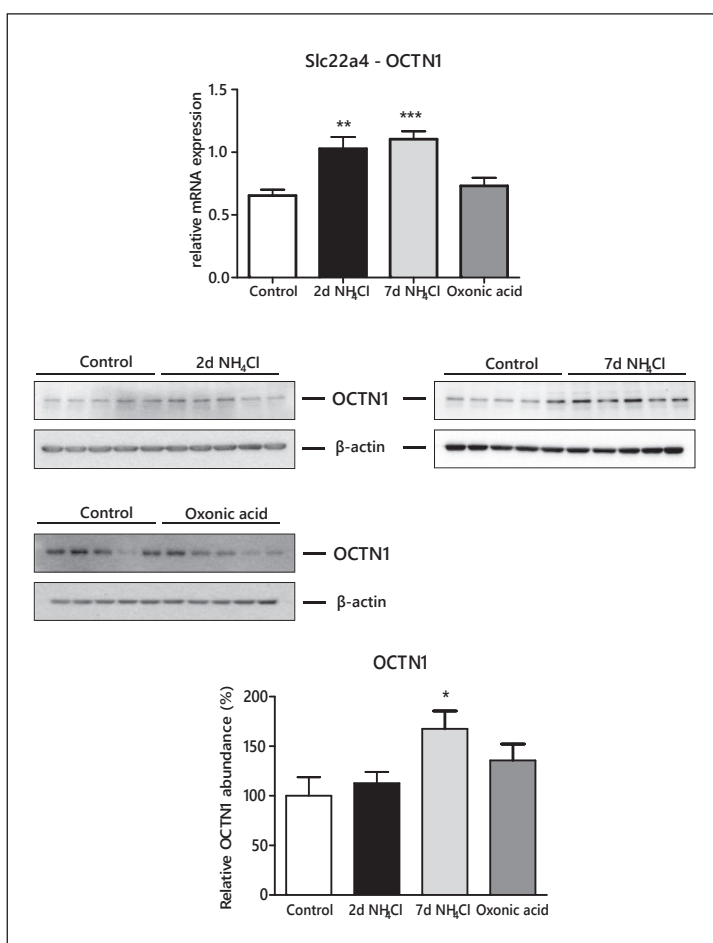 Slc22a4 - OCTN1
relative mRNA expression
1.5
1.0
0.5
0.0
Control 2d NH₄Cl 7d NH₄Cl Oxonic acid
** ***
Control 2d NH₄Cl
Control 7d NH₄Cl
OCTN1
β-actin
Control Oxonic acid
OCTN1
β-actin
OCTN1
Relative OCTN1 abundance (%)
200
150
100
50
0
*
Control 2d NH₄Cl 7d NH₄Cl Oxonic acid